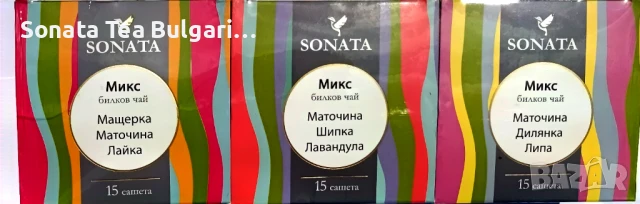 Sonata Tea Bulgari...
SONATA
Микс
билков чай
Мащерка
Маточина
Лайка
15 сашета
SONATA
Микс
билков чай
Маточина
Шипка
Лавандула
15 сашета
SONATA
Микс
билков чай
Маточина
Дилянка
Липа
15 сашета
BAZAR